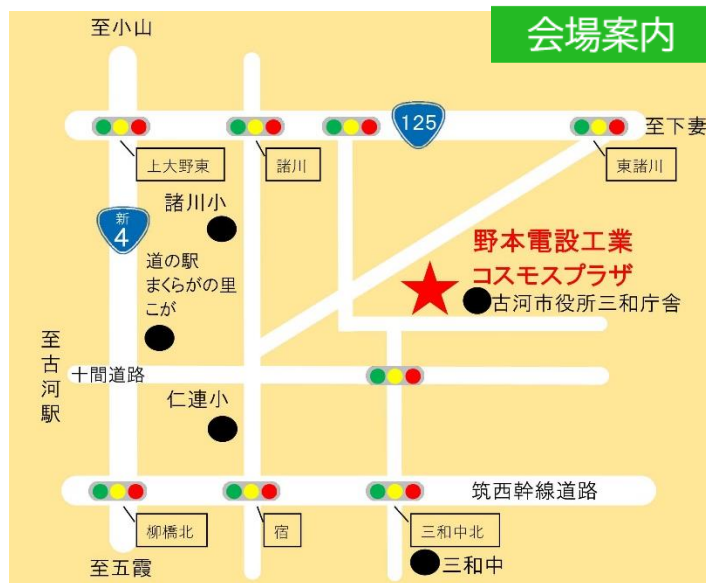 会場案内
至小山
125
至下妻
上大野東
諸川
東諸川
諸川小
新
4
野本電設工業
コスモスプラザ
道の駅
まくらがの里
こが
古河市役所三和庁舎
至古河駅
十間道路
仁連小
筑西幹線道路
柳橋北
宿
三和中北
至五霞
三和中